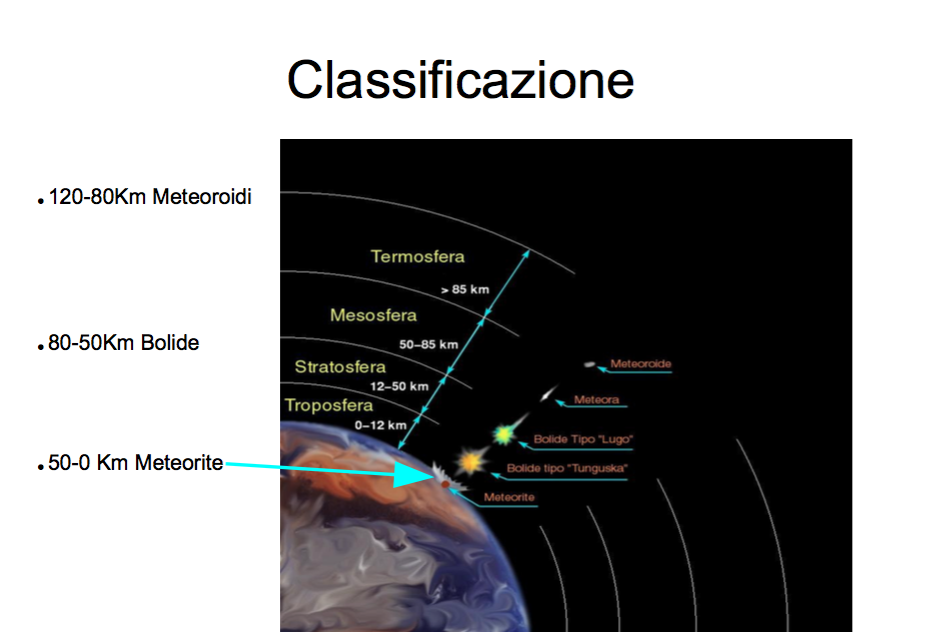 Classificazione
• 120-80Km Meteoroidi
• 80-50Km Bolide
• 50-0 Km Meteorite
Termosfera
> 85 km
Mesosfera
50–85 km
Stratosfera
12–50 km
Troposfera
0–12 km
Meteoroide
Meteora
Bolide Tipo "Lugo"
Bolide tipo "Tunguska"
Meteorite